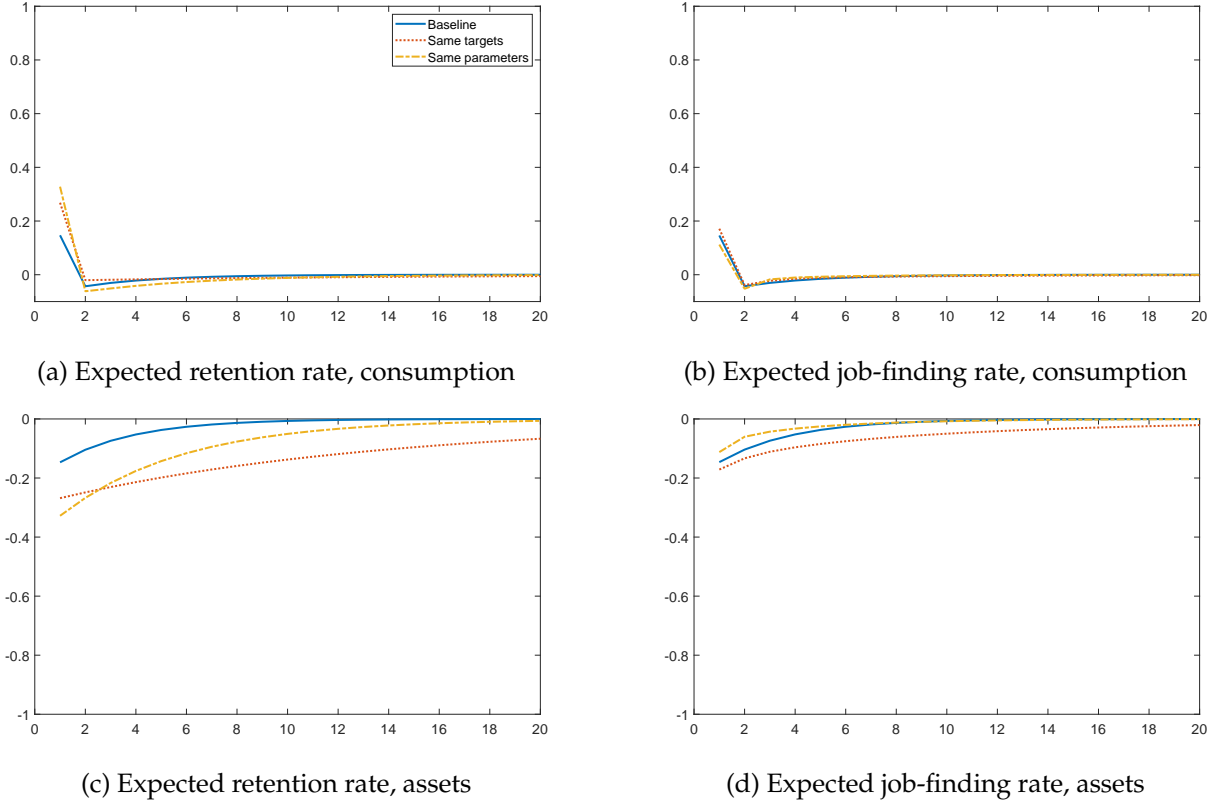 1
0.8
0.6
0.4
0.2
0
0 2 4 6 8 10 12 14 16 18 20
Baseline
Same targets
Same parameters
(a) Expected retention rate, consumption
1
0.8
0.6
0.4
0.2
0
0 2 4 6 8 10 12 14 16 18 20
(b) Expected job-finding rate, consumption
0
-0.2
-0.4
-0.6
-0.8
-1
0 2 4 6 8 10 12 14 16 18 20
(c) Expected retention rate, assets
0
-0.2
-0.4
-0.6
-0.8
-1
0 2 4 6 8 10 12 14 16 18 20
(d) Expected job-finding rate, assets